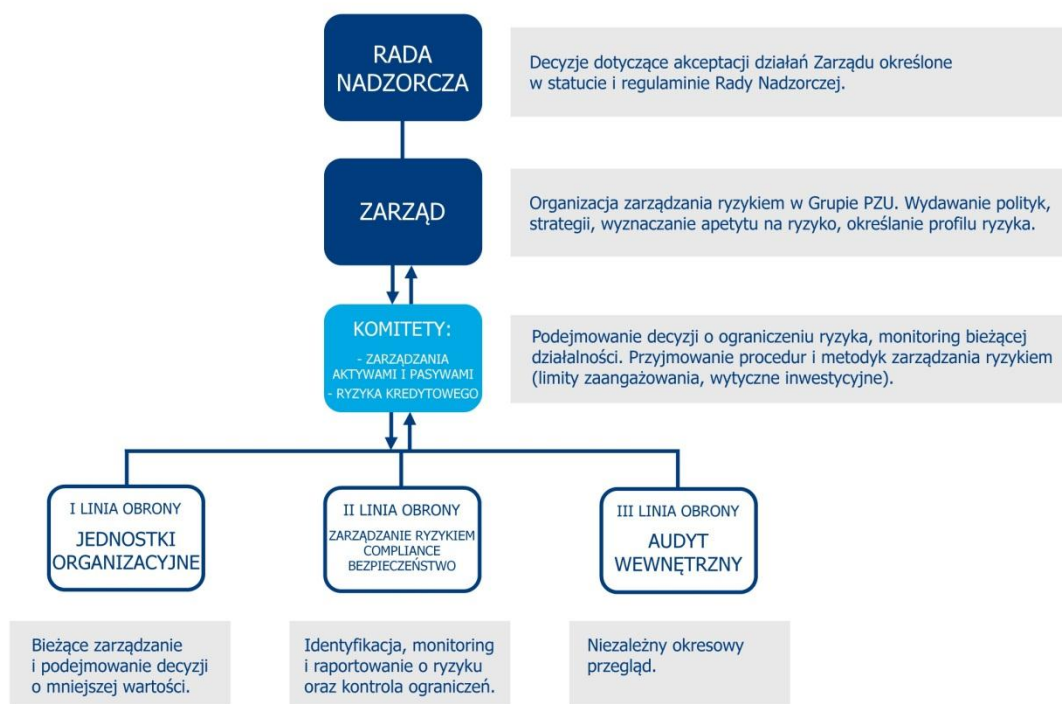 RADA
NADZORCZA
Decyzje dotyczące akceptacji działań Zarządu określone
w statucie i regulaminie Rady Nadzorczej.
ZARZĄD
Organizacja zarządzania ryzykiem w Grupie PZU. Wydawanie polityk,
strategii, wyznaczanie apetytu na ryzyko, określanie profilu ryzyka.
KOMITETY:
- ZARZĄDZANIA
AKTYWAMI I PASYWAMI
- RYZYKA KREDYTOWEGO
Podejmowanie decyzji o ograniczeniu ryzyka, monitoring bieżącej
działalności. Przyjmowanie procedur i metodyk zarządzania ryzykiem
(limity zaangażowania, wytyczne inwestycyjne).
I LINIA OBRONY
JEDNOSTKI
ORGANIZACYJNE
II LINIA OBRONY
ZARZĄDZANIE RYZYKIEM
COMPLIANCE
BEZPIECZEŃSTWO
III LINIA OBRONY
AUDYT
WEWNĘTRZNY
Bieżące zarządzanie
i podejmowanie decyzji
o mniejszej wartości.
Identyfikacja, monitoring
i raportowanie o ryzyku
oraz kontrola ograniczeń.
Niezależny okresowy
przegląd.